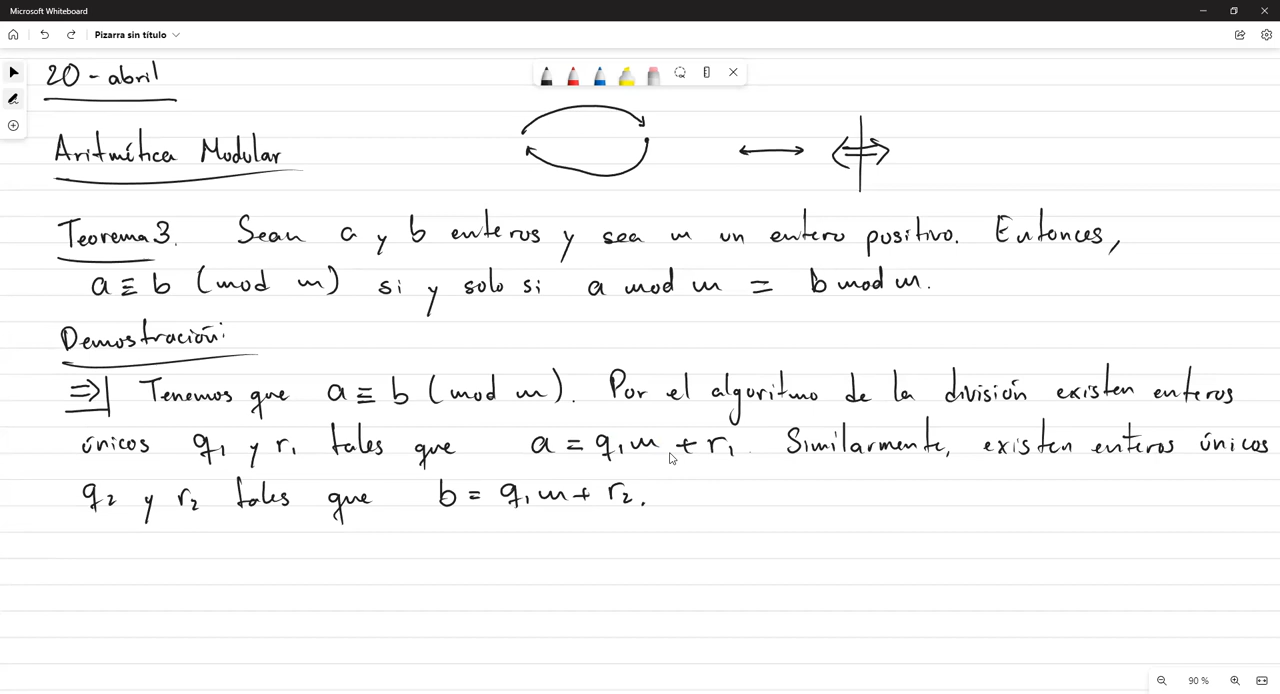 Microsoft Whiteboard
Pizarra sin título
20 - abril
Aritmética Modular
Teorema 3. Sean a y b enteros y sea m un entero positivo. Entonces,
a ≡ b (mod m) si y solo si a mod m = b mod m.
Demostración:
⇒| Tenemos que a ≡ b (mod m). Por el algoritmo de la división existen enteros
únicos q₁ y r₁ tales que a = q₁m + r₁. Similarmente, existen enteros únicos
q₂ y r₂ tales que b = q₁m + r₂.
90 %